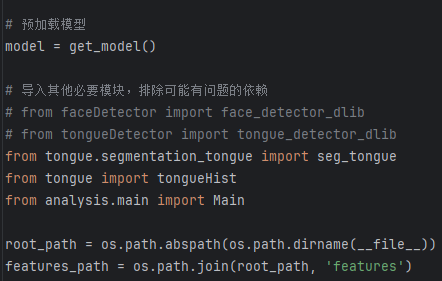 # 预加载模型
model = get_model()
# 导入其他必要模块，排除可能有问题的依赖
# from faceDetector import face_detector_dlib
# from tongueDetector import tongue_detector_dlib
from tongue.segmentation_tongue import seg_tongue
from tongue import tongueHist
from analysis.main import Main
root_path = os.path.abspath(os.path.dirname(__file__))
features_path = os.path.join(root_path, 'features')